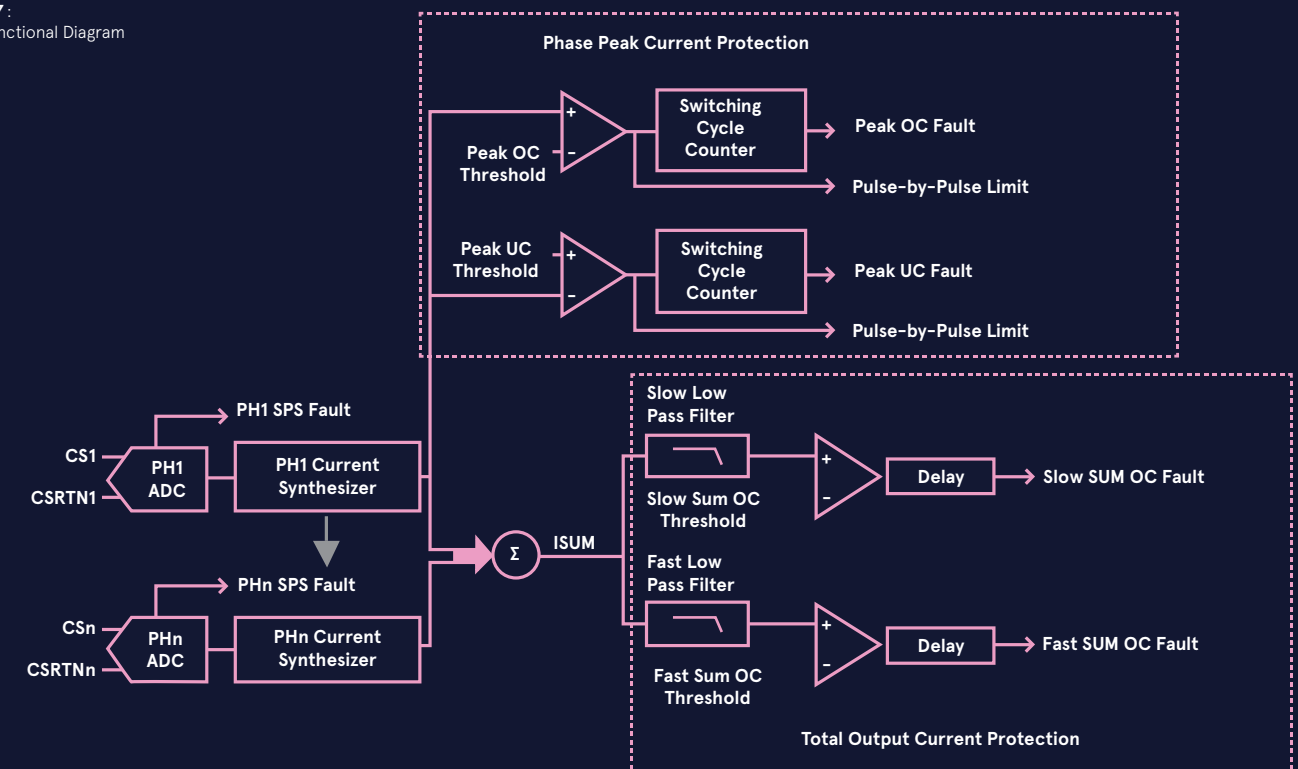 :
nctional Diagram
Phase Peak Current Protection
+
Peak OC
Threshold
-
Switching
Cycle
Counter
Peak OC Fault
Pulse-by-Pulse Limit
Peak UC
Threshold
+
-
Switching
Cycle
Counter
Peak UC Fault
Pulse-by-Pulse Limit
PH1 SPS Fault
CS1
CSRTN1
PH1
ADC
PH1 Current
Synthesizer
PHn SPS Fault
CSn
CSRTNn
PHn
ADC
PHn Current
Synthesizer
Σ
ISUM
Slow Low
Pass Filter
Slow Sum OC
Threshold
+
-
Delay
Slow SUM OC Fault
Fast Low
Pass Filter
Fast Sum OC
Threshold
+
-
Delay
Fast SUM OC Fault
Total Output Current Protection